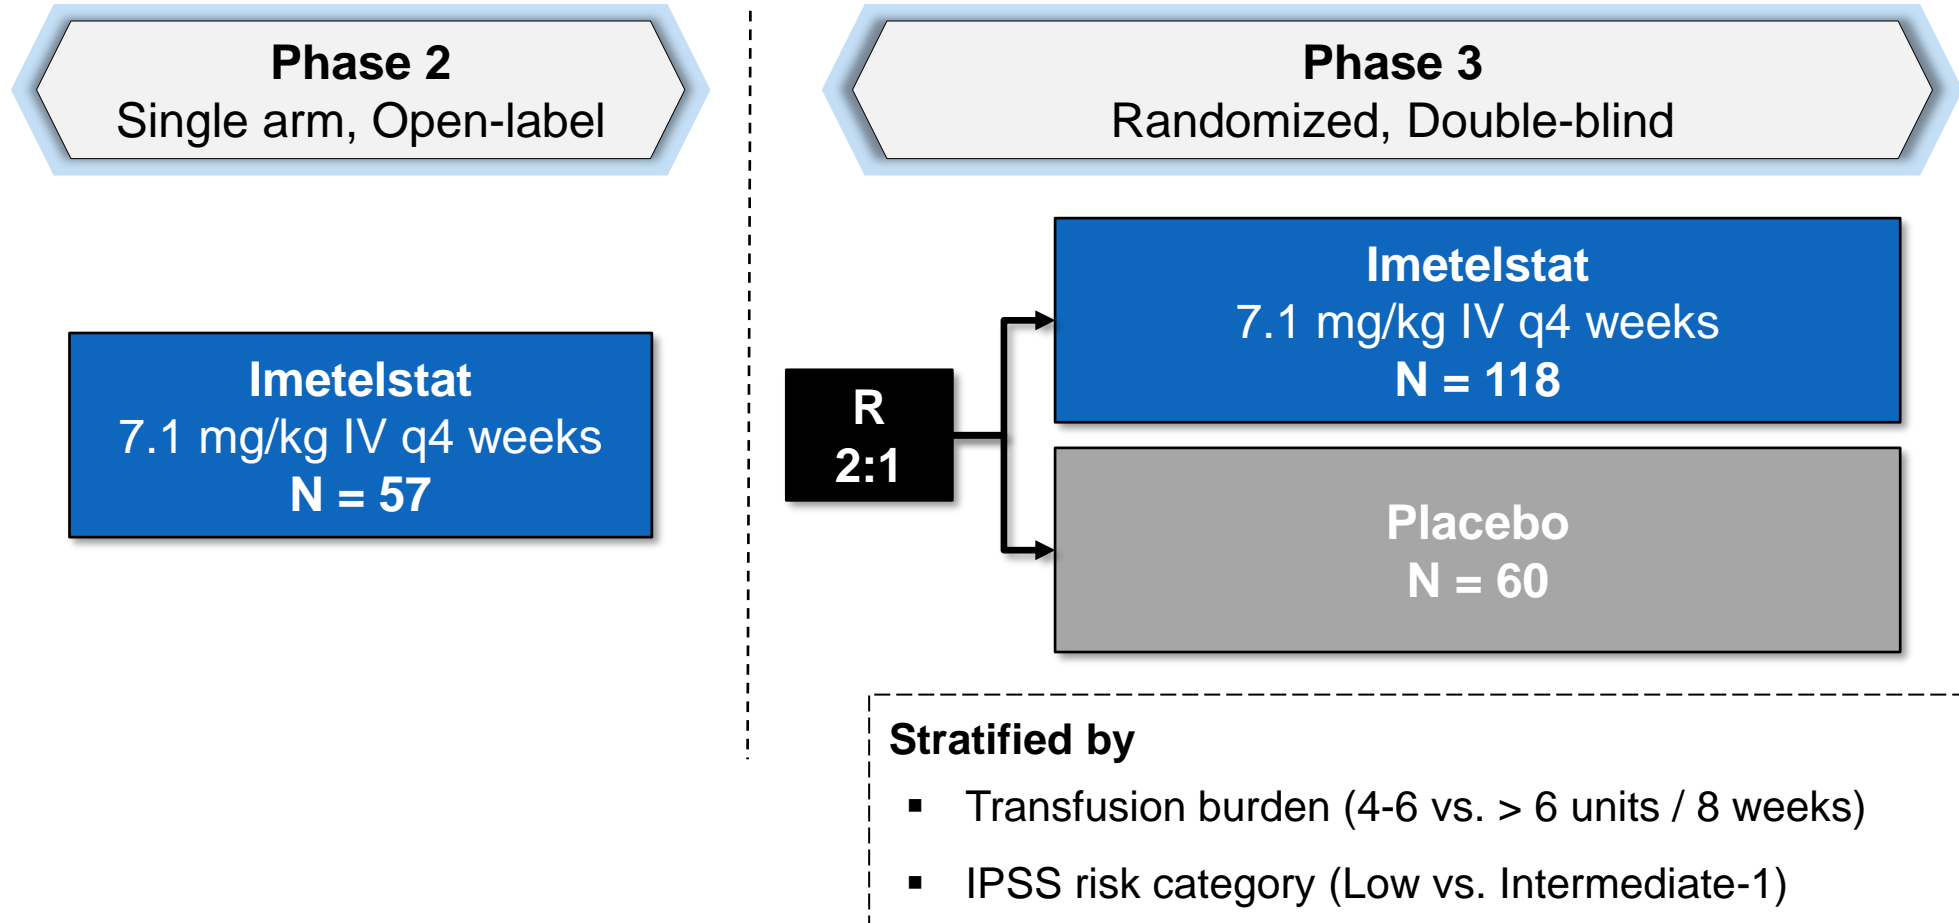 Phase 2
Single arm, Open-label
Imetelstat
7.1 mg/kg IV q4 weeks
N = 57
Phase 3
Randomized, Double-blind
R
2:1
Imetelstat
7.1 mg/kg IV q4 weeks
N = 118
Placebo
N = 60
Stratified by
▪ Transfusion burden (4-6 vs. > 6 units / 8 weeks)
▪ IPSS risk category (Low vs. Intermediate-1)